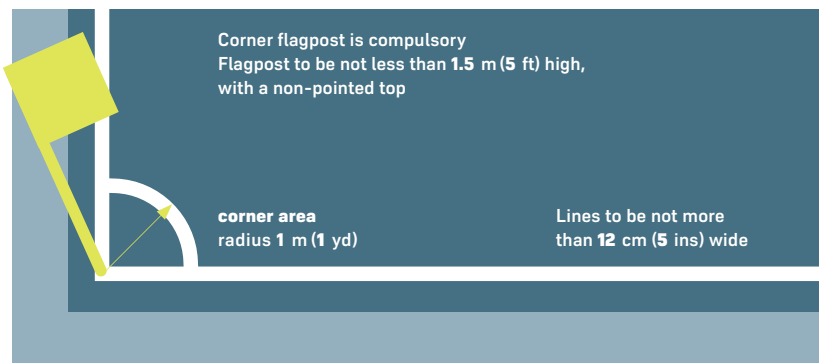 Corner flagpost is compulsory
Flagpost to be not less than 1.5 m (5 ft) high,
with a non-pointed top
corner area
radius 1 m (1 yd)
Lines to be not more
than 12 cm (5 ins) wide